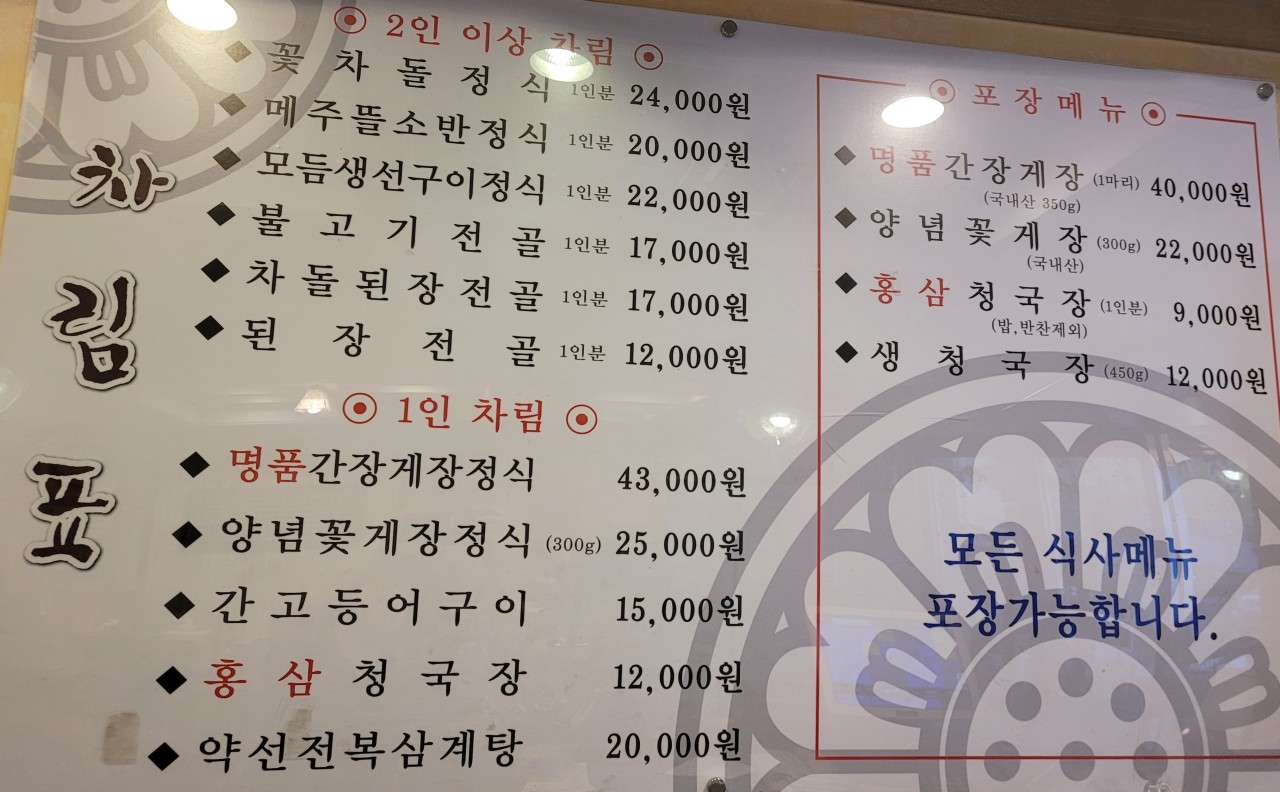 차림표
◉ 2인 이상 차림 ◉
◆ 꽃차돌정식 1인분 24,000원
◆ 메주뜰소반정식 1인분 20,000원
◆ 모듬생선구이정식 1인분 22,000원
◆ 불고기전골 1인분 17,000원
◆ 차돌된장전골 1인분 17,000원
◆ 된장전골 1인분 12,000원
◉ 1인 차림 ◉
◆ 명품간장게장정식 43,000원
◆ 양념꽃게장정식 (300g) 25,000원
◆ 간고등어구이 15,000원
◆ 홍삼청국장 12,000원
◆ 약선전복삼계탕 20,000원
◉ 포장메뉴 ◉
◆ 명품간장게장 (1마리) 40,000원
(국내산 350g)
◆ 양념꽃게장 (300g) 22,000원
(국내산)
◆ 홍삼청국장 (1인분) 9,000원
(밥,반찬제외)
◆ 생청국장 (450g) 12,000원
모든 식사메뉴
포장가능합니다.